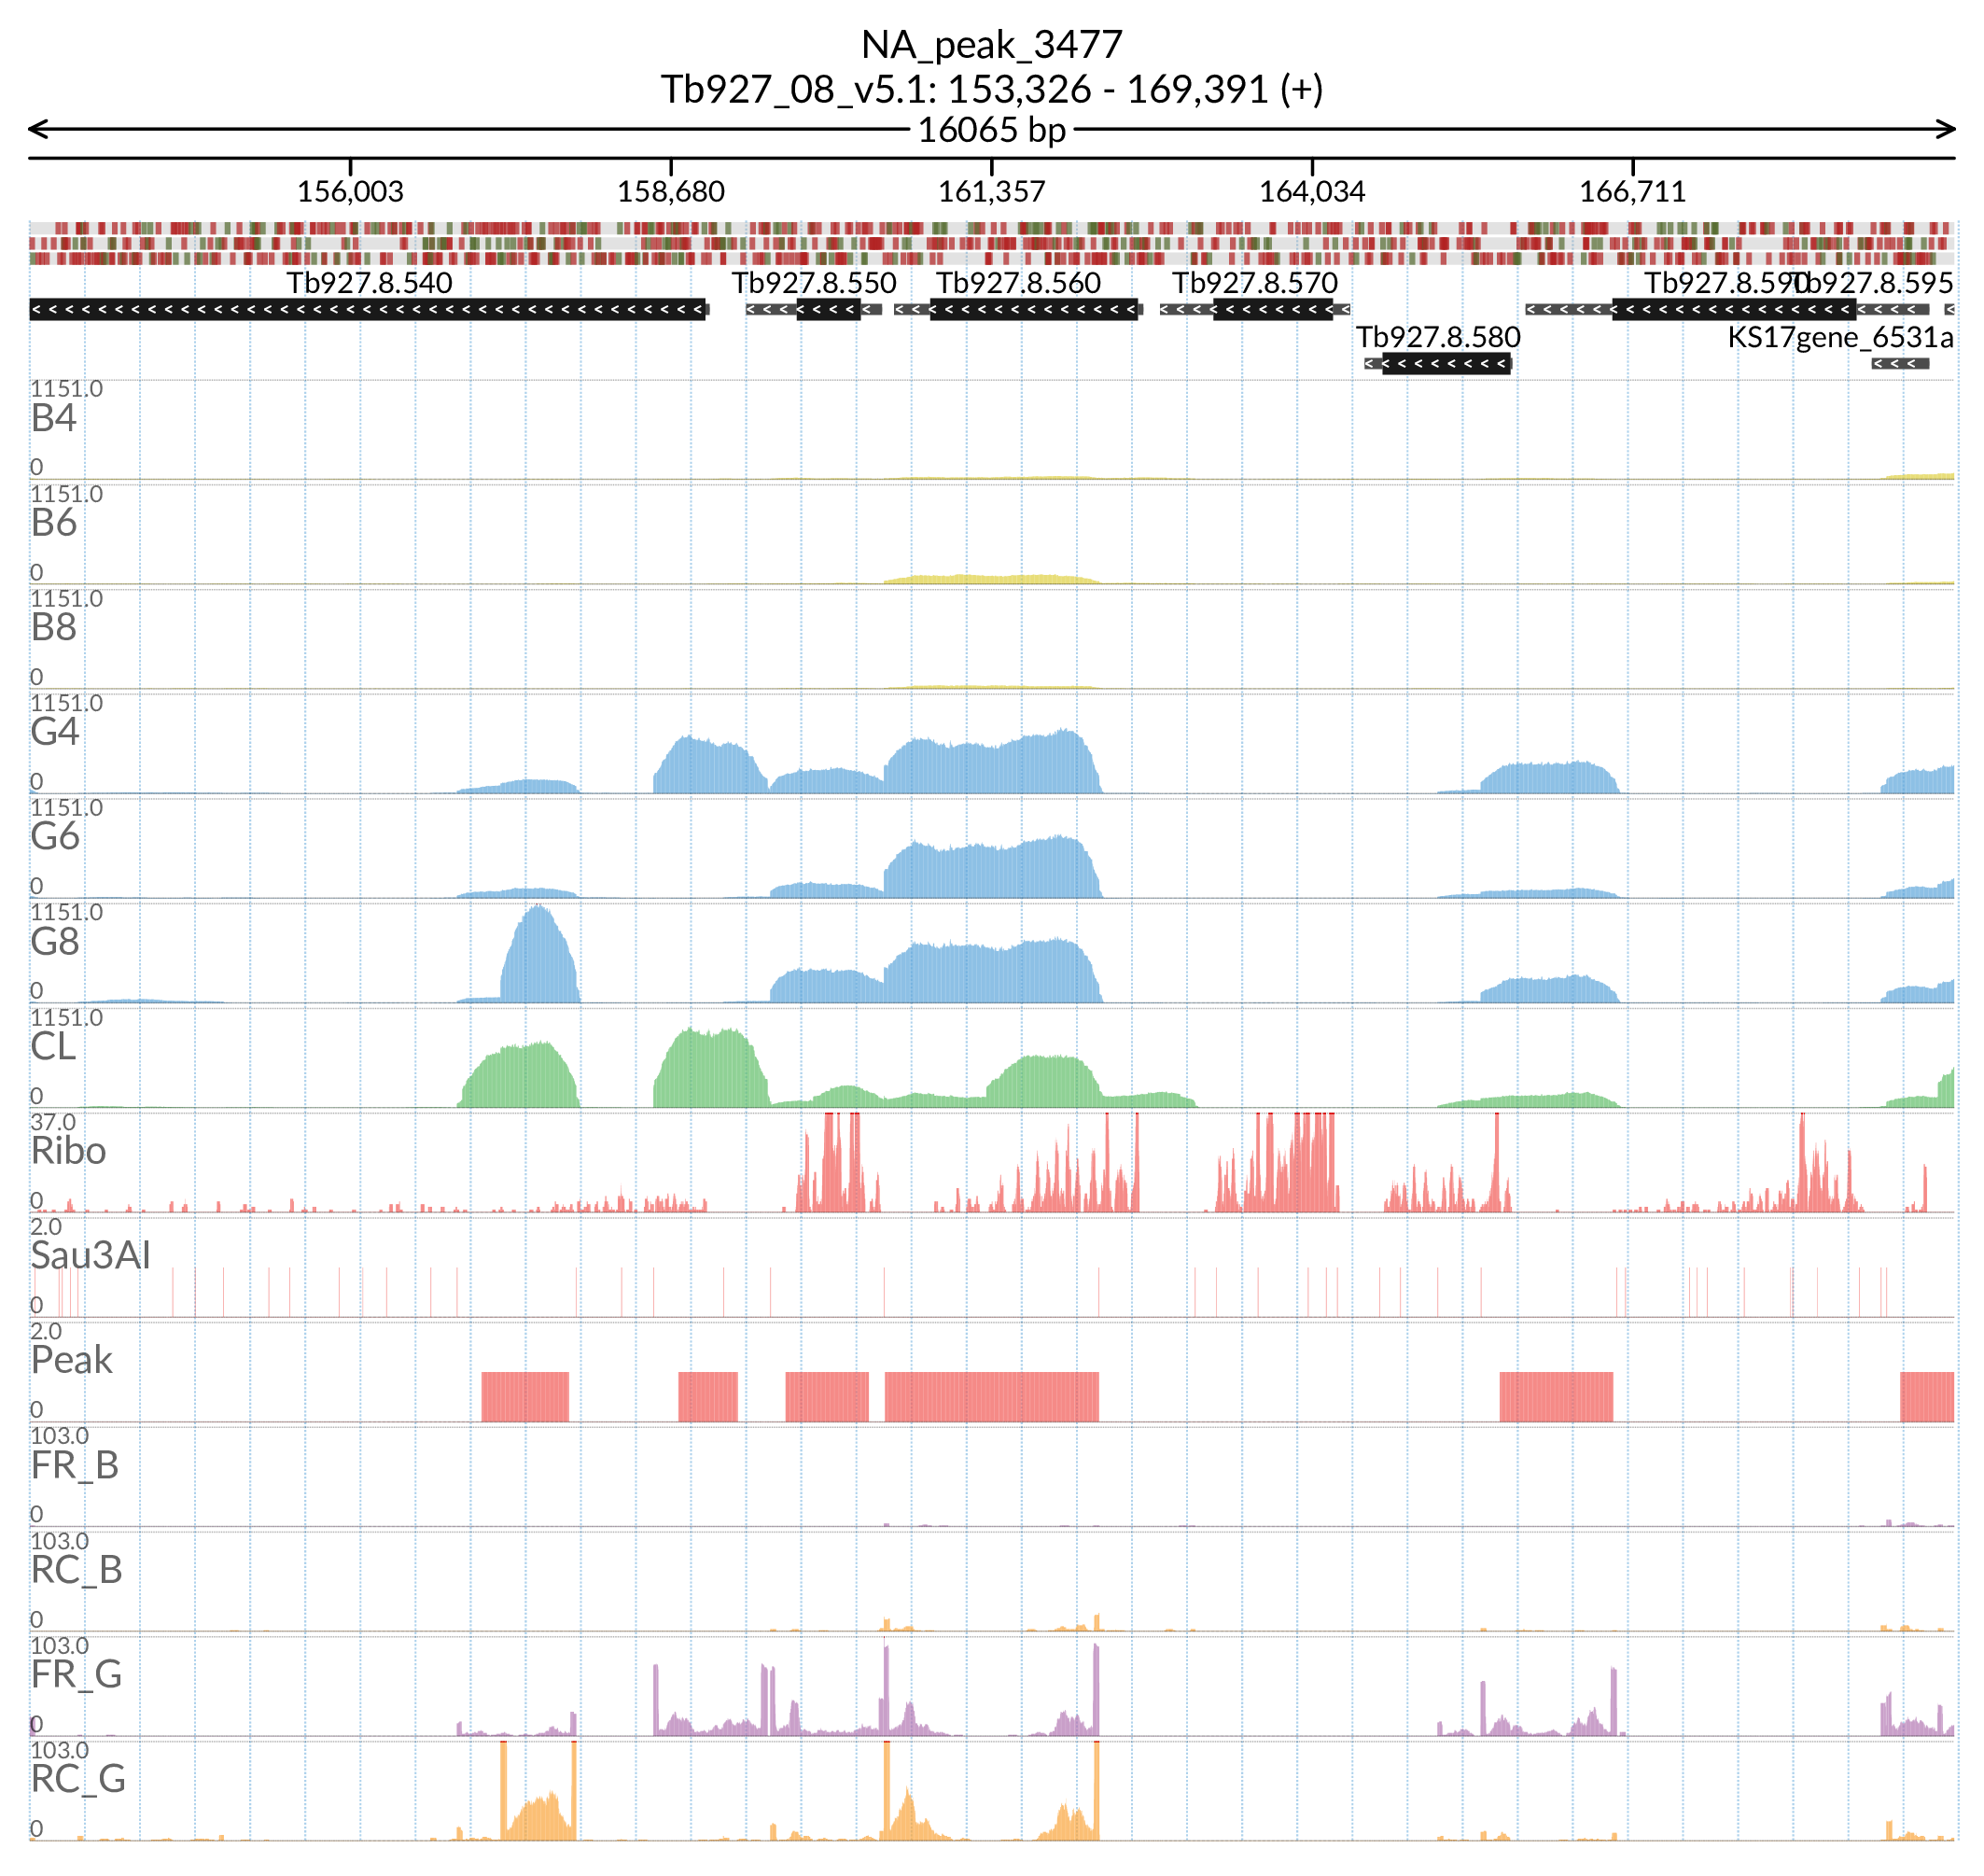 NA_peak_3477
Tb927_08_v5.1: 153,326 - 169,391 (+)
16065 bp
156,003 158,680 161,357 164,034 166,711
Tb927.8.540 Tb927.8.550 Tb927.8.560 Tb927.8.570 Tb927.8.590 Tb927.8.595
Tb927.8.580 KS17gene_6531a
1151.0
B4
0
1151.0
B6
0
1151.0
B8
0
1151.0
G4
0
1151.0
G6
0
1151.0
G8
0
1151.0
CL
0
37.0
Ribo
0
2.0
Sau3AI
0
2.0
Peak
0
103.0
FR_B
0
103.0
RC_B
0
103.0
FR_G
0
103.0
RC_G
0